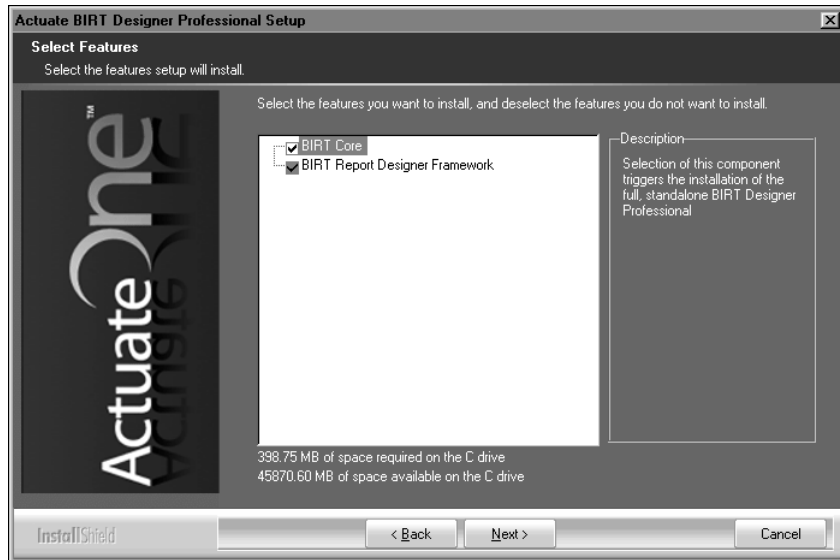 Actuate BIRT Designer Professional Setup
Select Features
Select the features setup will install.
Select the features you want to install, and deselect the features you do not want to install.
BIRT Core
BIRT Report Designer Framework
Description
Selection of this component
triggers the installation of the
full, standalone BIRT Designer
Professional
ActuateOne™
398.75 MB of space required on the C drive
45870.60 MB of space available on the C drive
InstallShield
< Back
Next >
Cancel